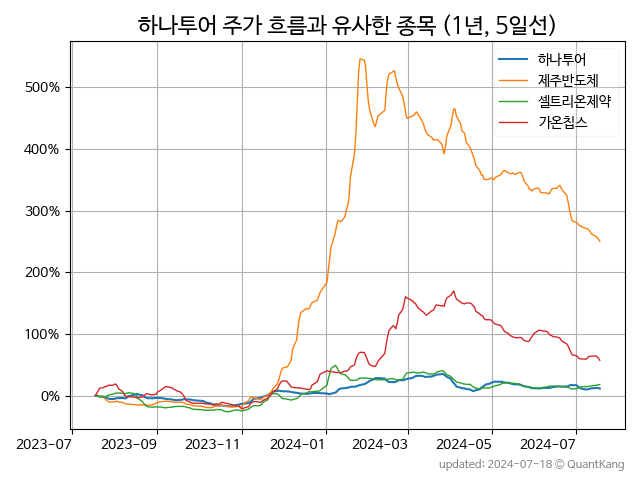 하나투어 주가 흐름과 유사한 종목 (1년, 5일선)
하나투어
제주반도체
셀트리온제약
가온칩스
500%
400%
300%
200%
100%
0%
2023-07 2023-09 2023-11 2024-01 2024-03 2024-05 2024-07
updated: 2024-07-18 ⓒ QuantKang